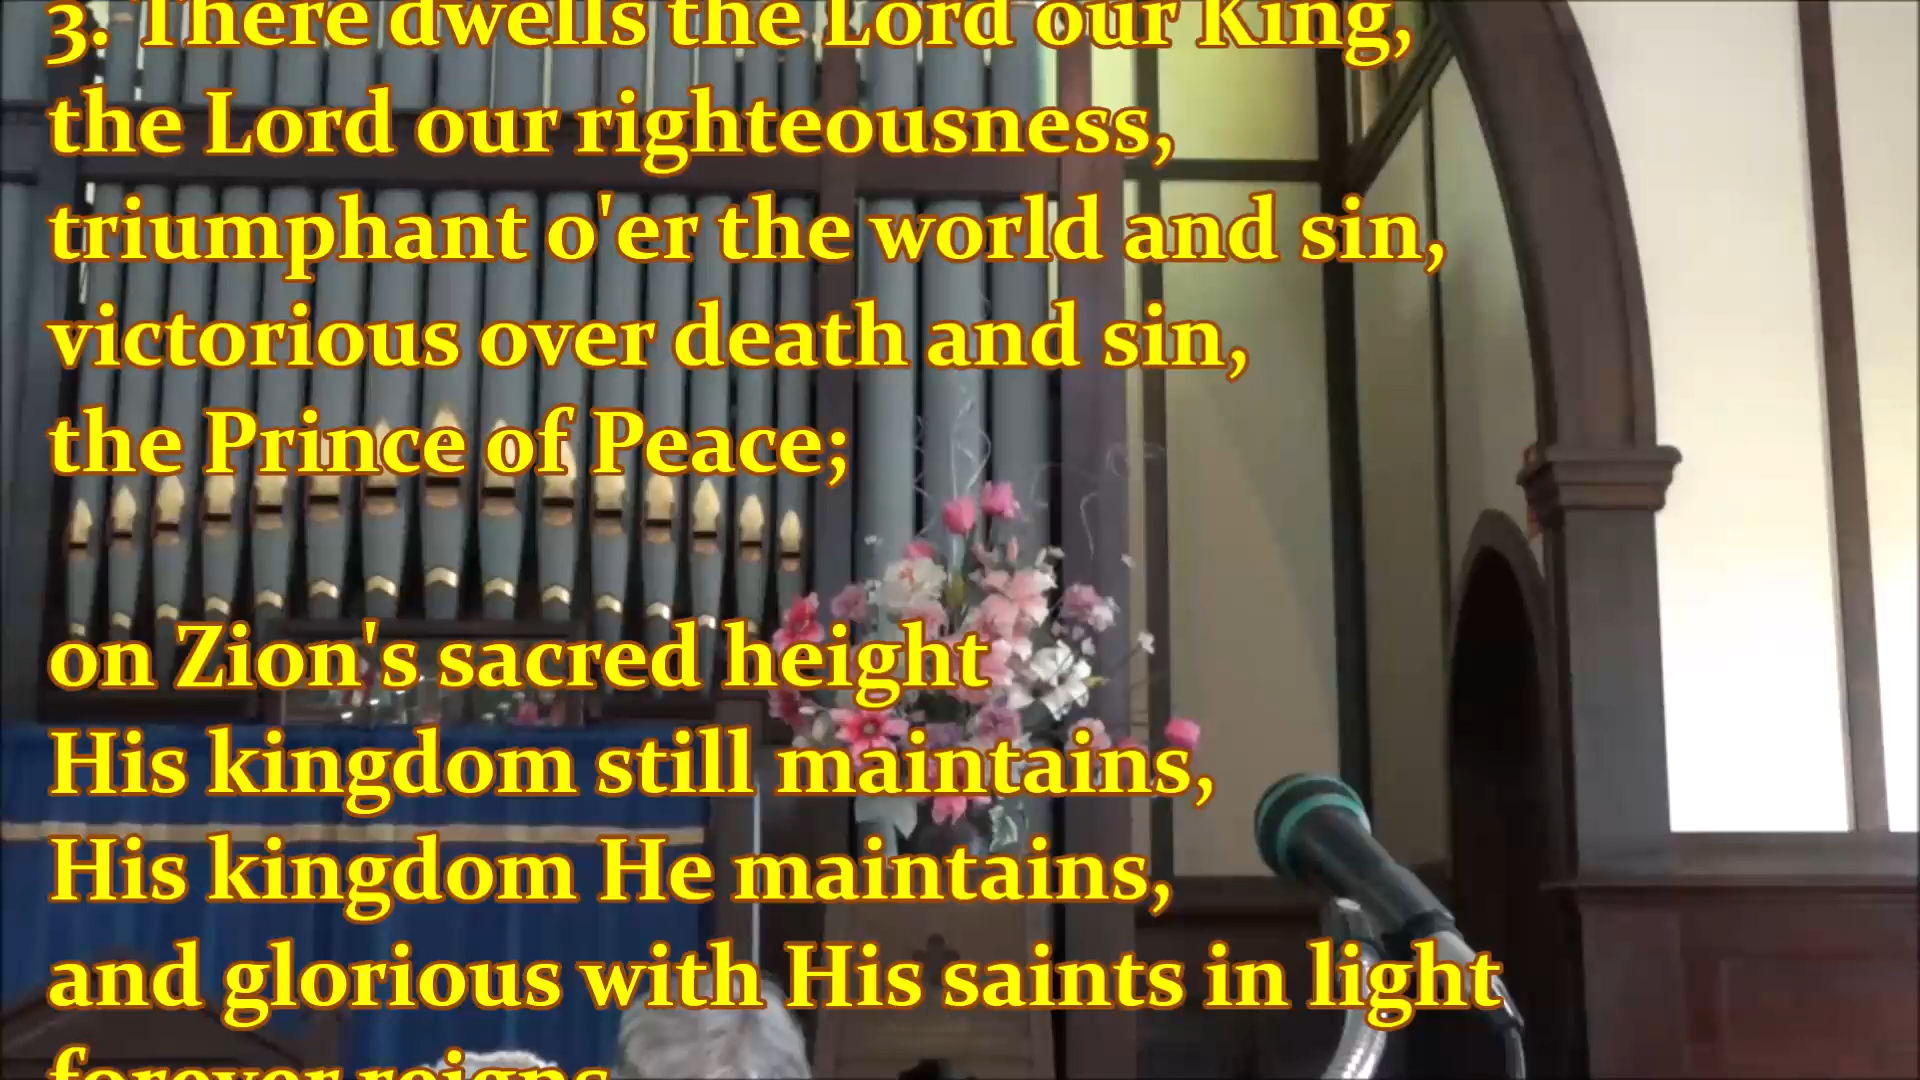 3. There dwells the Lord our King,
the Lord our righteousness,
triumphant o'er the world and sin,
victorious over death and sin,
the Prince of Peace;
on Zion's sacred height
His kingdom still maintains,
His kingdom He maintains,
and glorious with His saints in light
forever reigns